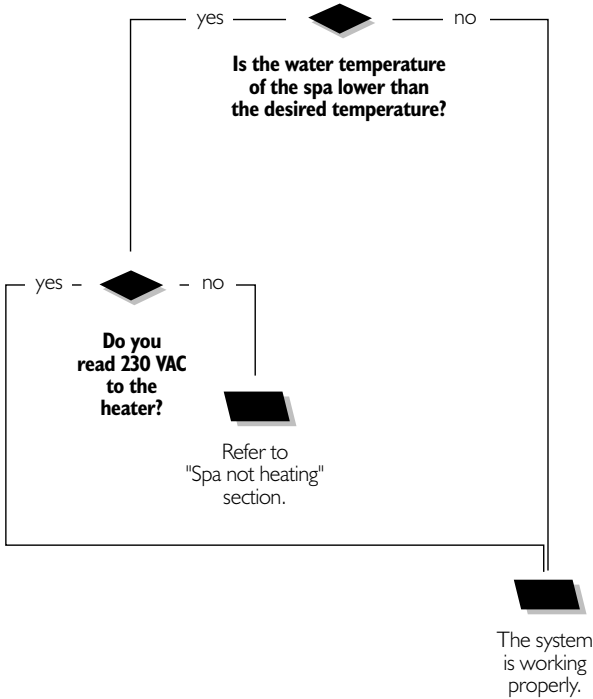 yes
no
Is the water temperature
of the spa lower than
the desired temperature?
yes
no
Do you
read 230 VAC
to the
heater?
Refer to
"Spa not heating"
section.
The system
is working
properly.